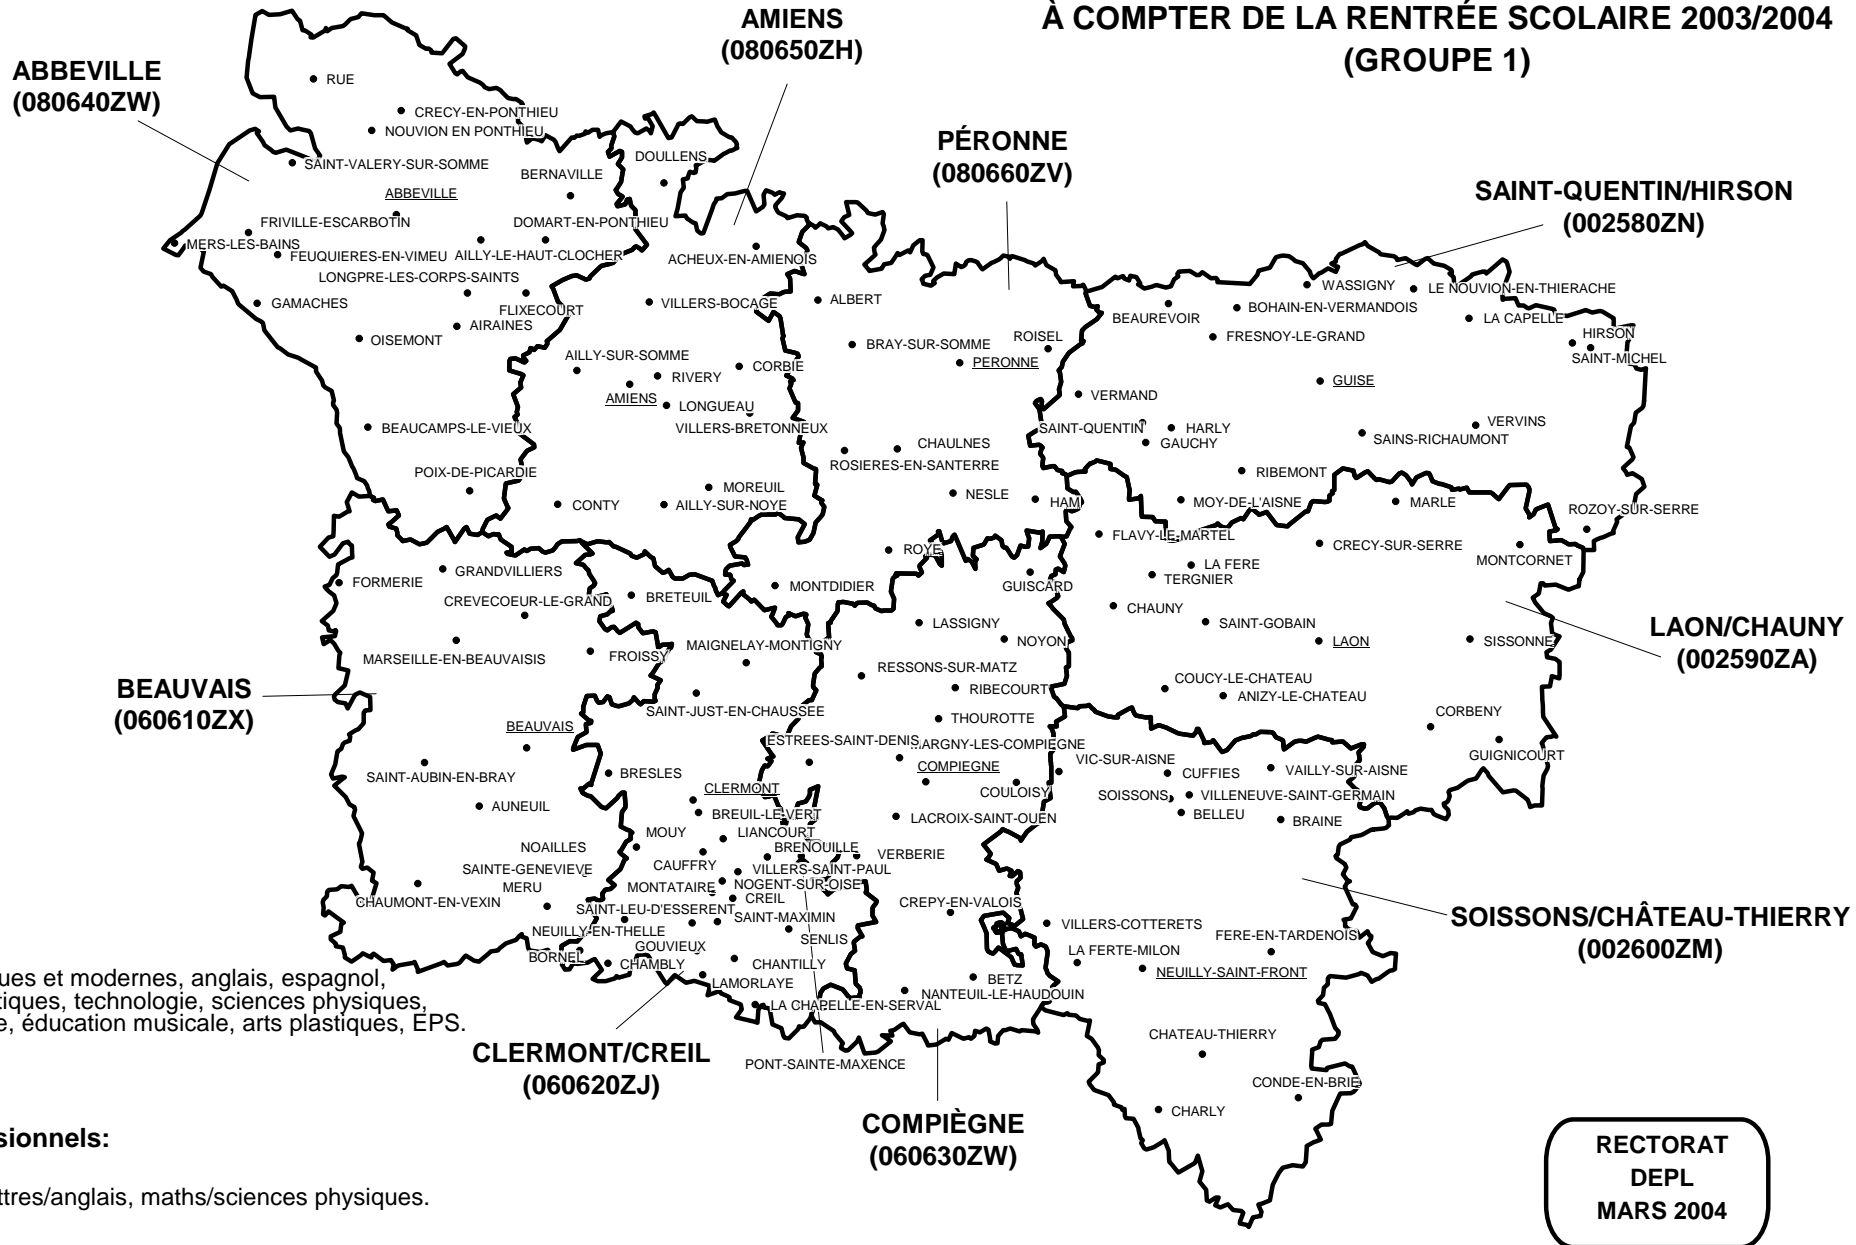 À COMPTER DE LA RENTRÉE SCOLAIRE 2003/2004
(GROUPE 1)
AMIENS
(080650ZH)
ABBEVILLE
(080640ZW)
PÉRONNE
(080660ZV)
SAINT-QUENTIN/HIRSON
(002580ZN)
RUE
CRECY-EN-PONTHIEU
NOUVION EN PONTHIEU
SAINT-VALERY-SUR-SOMME
ABBEVILLE
BERNAVILLE
DOULLENS
FRIVILLE-ESCARBOTIN
DOMART-EN-PONTHIEU
MERS-LES-BAINS
FEUQUIERES-EN-VIMEU
AILLY-LE-HAUT-CLOCHER
LONGPRE-LES-CORPS-SAINTS
GAMACHES
FLIXECOURT
AIRAINES
OISEMONT
BEAUCAMPS-LE-VIEUX
POIX-DE-PICARDIE
ACHEUX-EN-AMIENOIS
VILLERS-BOCAGE
AILLY-SUR-SOMME
RIVERY
CORBIE
AMIENS
LONGUEAU
VILLERS-BRETONNEUX
MOREUIL
CONTY
AILLY-SUR-NOYE
MONTDIDIER
ALBERT
BRAY-SUR-SOMME
ROISEL
PERONNE
CHAULNES
ROSIERES-EN-SANTERRE
NESLE
HAM
ROYE
WASSIGNY
LE NOUVION-EN-THIERACHE
BEAUREVOIR
BOHAIN-EN-VERMANDOIS
LA CAPELLE
FRESNOY-LE-GRAND
HIRSON
SAINT-MICHEL
GUISE
VERMAND
SAINT-QUENTIN
HARLY
GAUCHY
VERVINS
SAINS-RICHAUMONT
RIBEMONT
MOY-DE-L'AISNE
MARLE
ROZOY-SUR-SERRE
FLAVY-LE-MARTEL
CRECY-SUR-SERRE
MONTCORNET
LA FERE
TERGNIER
CHAUNY
SAINT-GOBAIN
LAON
SISSONNE
COUCY-LE-CHATEAU
ANIZY-LE-CHATEAU
CORBENY
GUIGNICOURT
LAON/CHAUNY
(002590ZA)
FORMERIE
GRANDVILLIERS
CREVECOEUR-LE-GRAND
MARSEILLE-EN-BEAUVAISIS
FROISSY
BRETEUIL
MAIGNELAY-MONTIGNY
SAINT-JUST-EN-CHAUSSEE
BEAUVAIS
(060610ZX)
BEAUVAIS
SAINT-AUBIN-EN-BRAY
AUNEUIL
NOAILLES
SAINTE-GENEVIEVE
MERU
CHAUMONT-EN-VEXIN
BORNEL
BRESLES
CLERMONT
BREUIL-LE-VERT
MOUY
LIANCOURT
BRENOUILLE
CAUFFRY
VILLERS-SAINT-PAUL
MONTATAIRE
NOGENT-SUR-OISE
CREIL
SAINT-LEU-D'ESSERENT
SAINT-MAXIMIN
NEUILLY-EN-THELLE
SENLIS
GOUVIEUX
CHAMBLY
CHANTILLY
LAMORLAYE
LA CHAPELLE-EN-SERVAL
PONT-SAINTE-MAXENCE
GUISCARD
LASSIGNY
NOYON
RESSONS-SUR-MATZ
RIBECOURT
THOUROTTE
ESTREES-SAINT-DENIS
MARGNY-LES-COMPIEGNE
COMPIEGNE
COULOISY
LACROIX-SAINT-OUEN
VERBERIE
CREPY-EN-VALOIS
BETZ
NANTEUIL-LE-HAUDOUIN
VIC-SUR-AISNE
CUFFIES
VAILLY-SUR-AISNE
SOISSONS
VILLENEUVE-SAINT-GERMAIN
BELLEU
BRAINE
VILLERS-COTTERETS
LA FERTE-MILON
FERE-EN-TARDENOIS
NEUILLY-SAINT-FRONT
CHATEAU-THIERRY
CONDE-EN-BRIE
CHARLY
SOISSONS/CHÂTEAU-THIERRY
(002600ZM)
CLERMONT/CREIL
(060620ZJ)
COMPIÈGNE
(060630ZW)
ques et modernes, anglais, espagnol,
tiques, technologie, sciences physiques,
e, éducation musicale, arts plastiques, EPS.
sionnels:
ttres/anglais, maths/sciences physiques.
RECTORAT
DEPL
MARS 2004